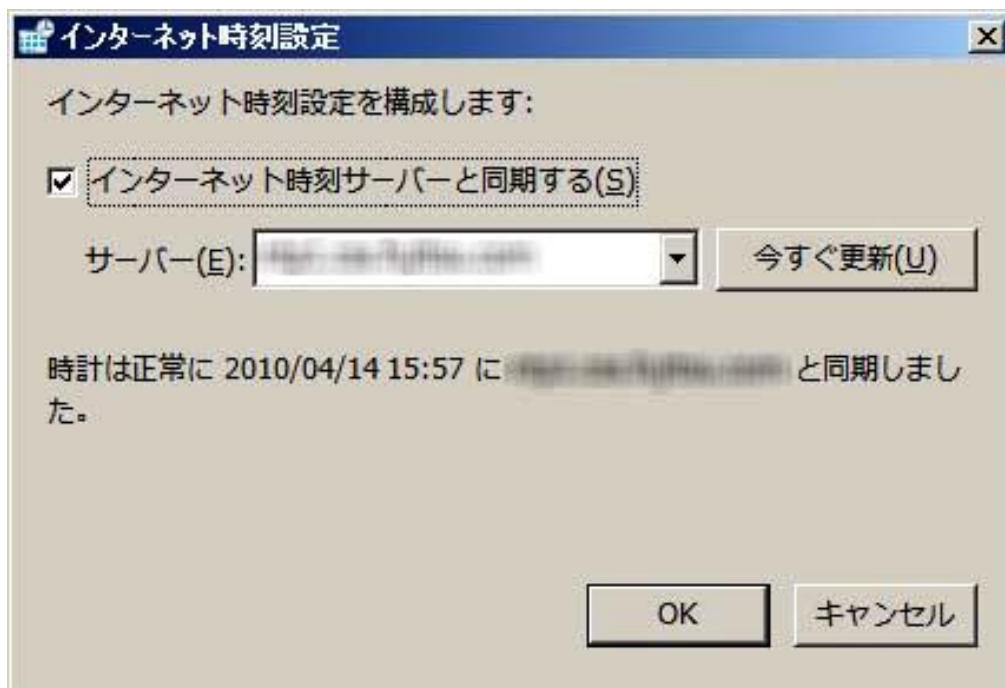 インターネット時刻設定
インターネット時刻設定を構成します:
インターネット時刻サーバーと同期する(S)
サーバー(E):
今すぐ更新(U)
時計は正常に 2010/04/14 15:57 に と同期しまし
た。
OK
キャンセル